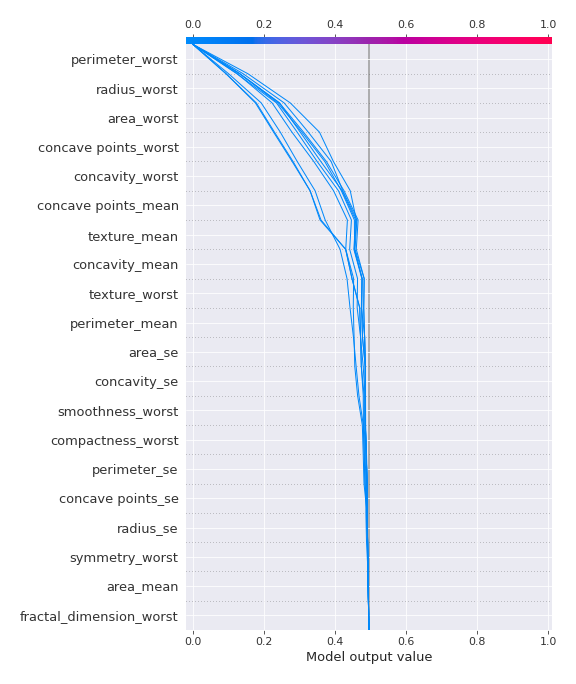 0.0 0.2 0.4 0.6 0.8 1.0
perimeter_worst
radius_worst
area_worst
concave points_worst
concavity_worst
concave points_mean
texture_mean
concavity_mean
texture_worst
perimeter_mean
area_se
concavity_se
smoothness_worst
compactness_worst
perimeter_se
concave points_se
radius_se
symmetry_worst
area_mean
fractal_dimension_worst
0.0 0.2 0.4 0.6 0.8 1.0
Model output value